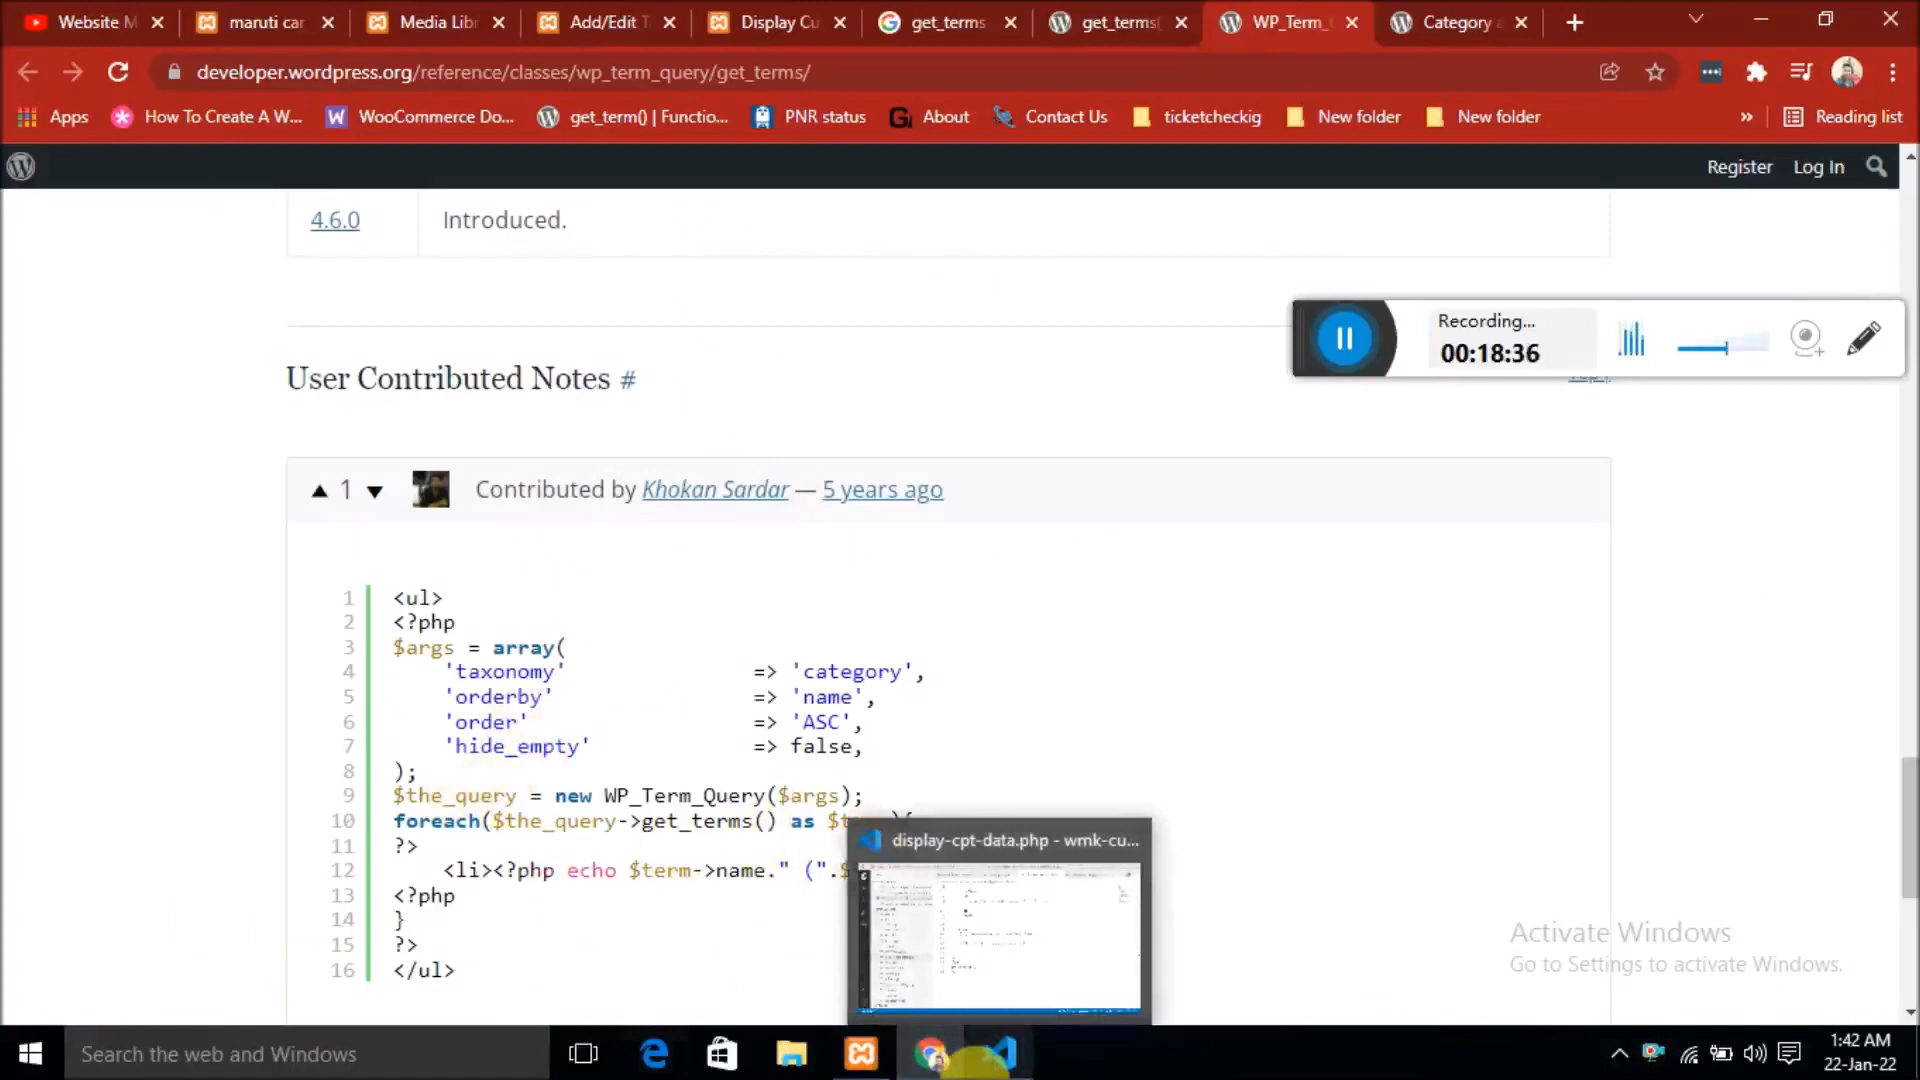 Website M
maruti car
Media Libr
Add/Edit T
Display Cu
get_terms
get_terms(
WP_Term_
Category a
developer.wordpress.org/reference/classes/wp_term_query/get_terms/
Apps
How To Create A W...
WooCommerce Do...
get_term() | Functio...
PNR status
About
Contact Us
ticketcheckig
New folder
New folder
»
Reading list
Register
Log In
4.6.0
Introduced.
Recording...
00:18:36
User Contributed Notes #
1
Contributed by Khokan Sardar — 5 years ago
1 <ul>
2 <?php
3 $args = array(
4 'taxonomy' => 'category',
5 'orderby' => 'name',
6 'order' => 'ASC',
7 'hide_empty' => false,
8 );
9 $the_query = new WP_Term_Query($args);
10 foreach($the_query->get_terms() as $t
11 ?>
12 <li><?php echo $term->name." (".$
13 <?php
14 }
15 ?>
16 </ul>
display-cpt-data.php - wmk-cu...
Activate Windows
Go to Settings to activate Windows.
Search the web and Windows
1:42 AM
22-Jan-22